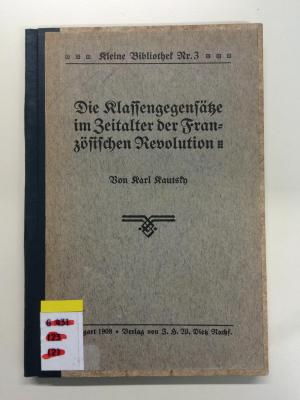 Kleine Bibliothek Nr. 3
Die Klassengegensätze
im Zeitalter der Fran=
zösischen Revolution
Von Karl Kautsky
gart 1908 • Verlag von J. H. W. Dietz Nachf.